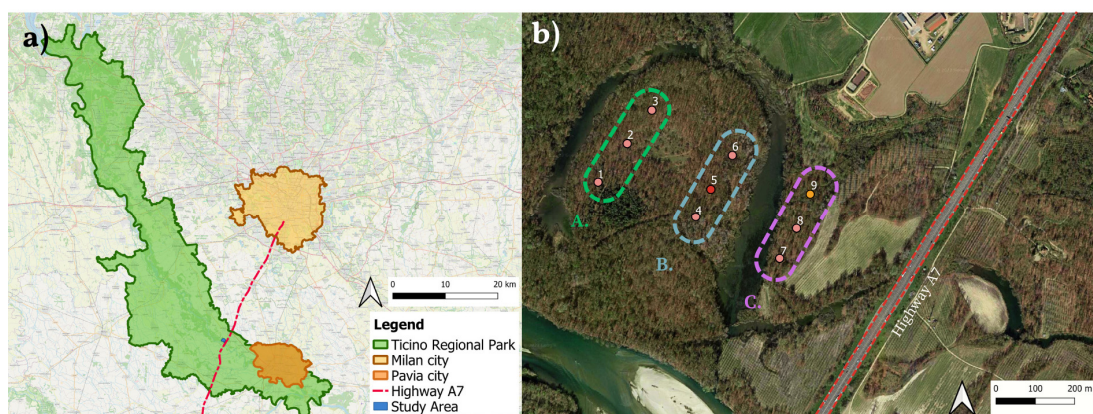 a)
0 10 20 km
Legend
Ticino Regional Park
Milan city
Pavia city
Highway A7
Study Area
b)
3
2
1
A.
6
5
4
B.
9
8
7
C.
Highway A7
0 100 200 m